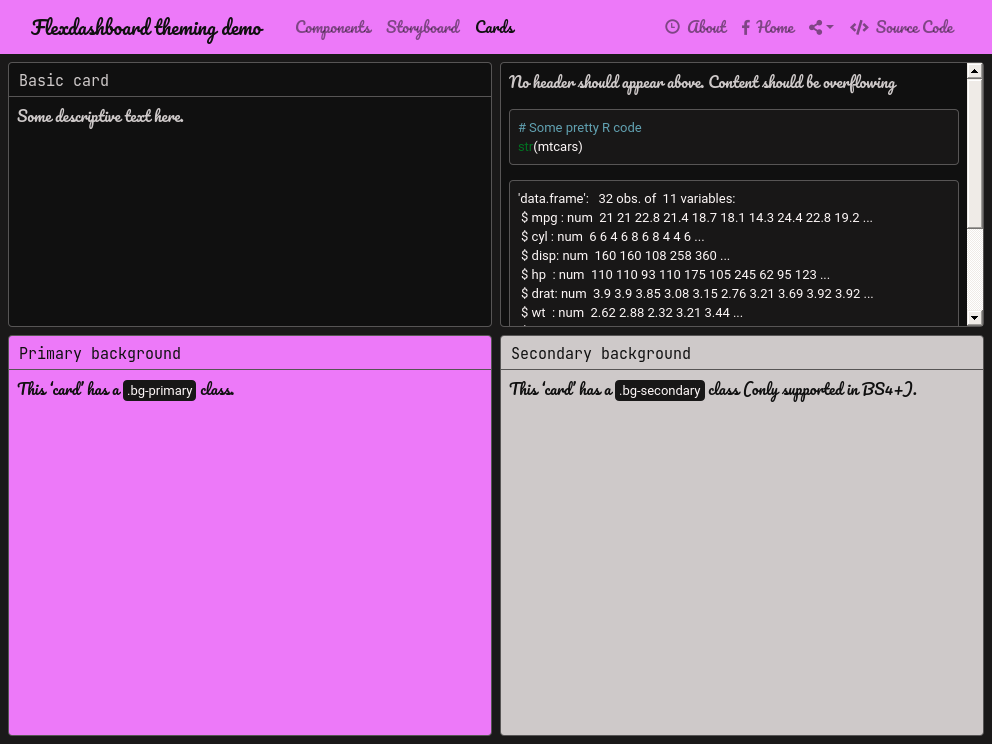 Flexdashboard theming demo Components Storyboard Cards About Home Source Code
Basic card
Some descriptive text here.
No header should appear above. Content should be overflowing
# Some pretty R code
str(mtcars)
'data.frame':   32 obs. of  11 variables:
 $ mpg : num  21 21 22.8 21.4 18.7 18.1 14.3 24.4 22.8 19.2 ...
 $ cyl : num  6 6 4 6 8 6 8 4 4 6 ...
 $ disp: num  160 160 108 258 360 ...
 $ hp  : num  110 110 93 110 175 105 245 62 95 123 ...
 $ drat: num  3.9 3.9 3.85 3.08 3.15 2.76 3.21 3.69 3.92 3.92 ...
 $ wt  : num  2.62 2.88 2.32 3.21 3.44 ...
Primary background
This ‘card’ has a .bg-primary class.
Secondary background
This ‘card’ has a .bg-secondary class (only supported in BS4+).